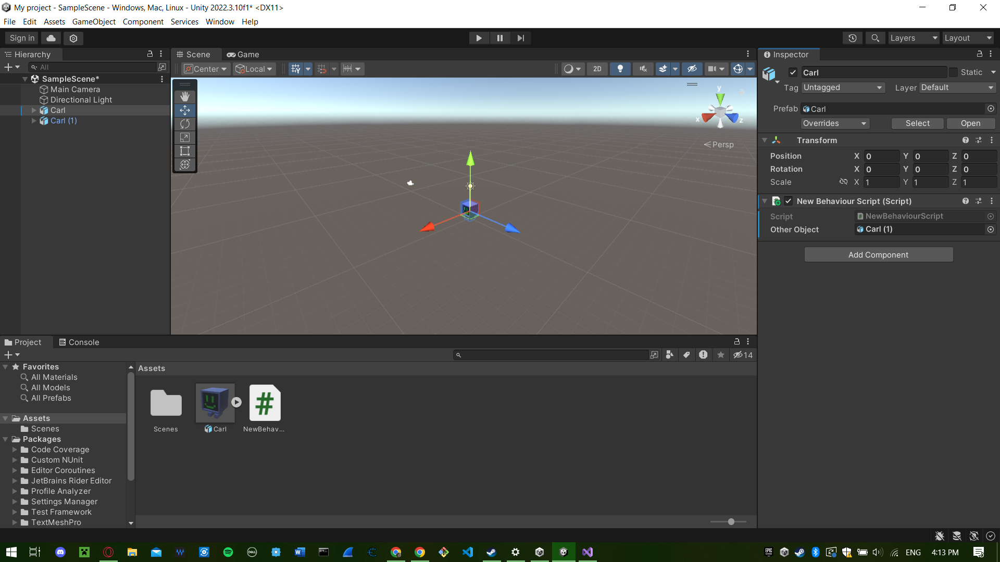 My project - SampleScene - Windows, Mac, Linux - Unity 2022.3.10f1* <DX11>
File Edit Assets GameObject Component Services Window Help
Sign in
Layers
Layout
Hierarchy
All
SampleScene*
Main Camera
Directional Light
Carl
Carl (1)
Scene
Game
Center
Local
2D
y
x
z
Persp
Inspector
Carl
Static
Tag Untagged
Layer Default
Prefab Carl
Overrides
Select
Open
Transform
Position X 0 Y 0 Z 0
Rotation X 0 Y 0 Z 0
Scale X 1 Y 1 Z 1
New Behaviour Script (Script)
Script # NewBehaviourScript
Other Object Carl (1)
Add Component
Project
Console
14
Favorites
All Materials
All Models
All Prefabs
Assets
Scenes
Packages
Code Coverage
Custom NUnit
Editor Coroutines
JetBrains Rider Editor
Profile Analyzer
Settings Manager
Test Framework
TextMeshPro
Assets
#
Scenes
Carl
NewBehav...
DELL
W
EPIC GAMES
ENG
4:13 PM